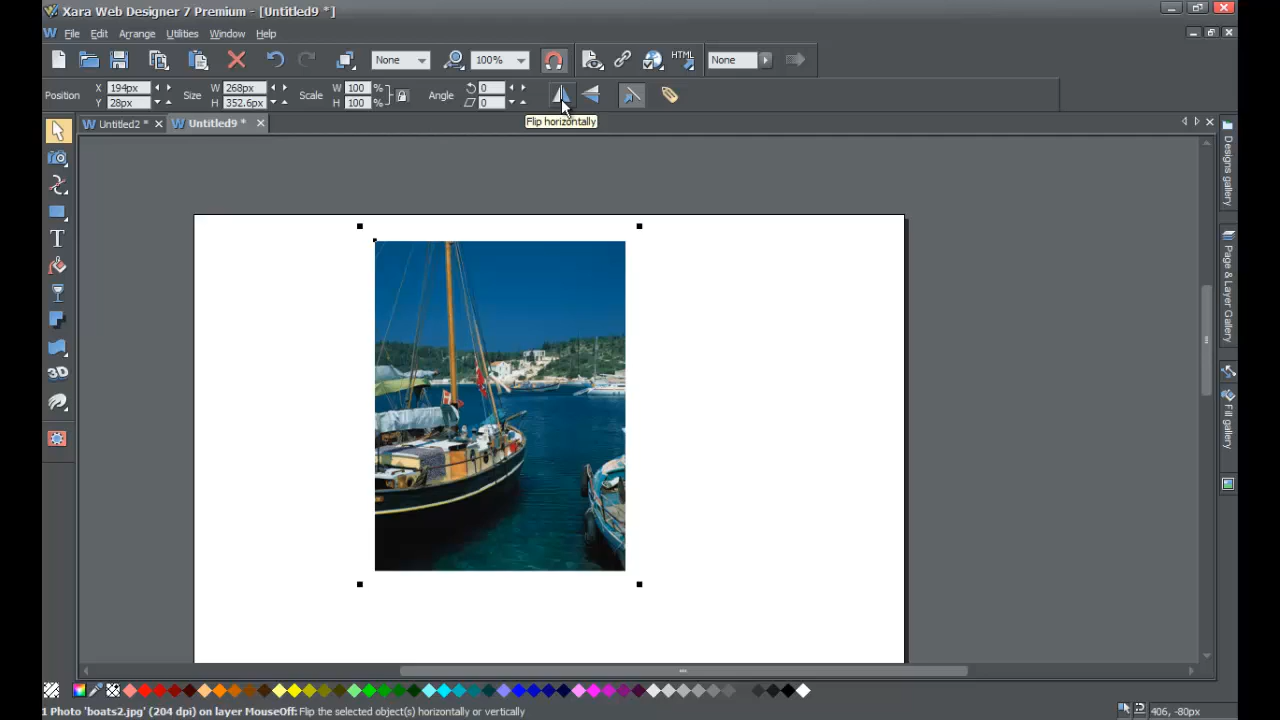 Xara Web Designer 7 Premium - [Untitled9 *]
File Edit Arrange Utilities Window Help
None 100% HTML None
Position X 194px Y 28px Size W 268px H 352.6px Scale W 100 % H 100 % Angle 0 0
Flip horizontally
Untitled2 * Untitled9 *
Designs gallery
Page & Layer Gallery
Fill gallery
T
3D
1 Photo 'boats2.jpg' (204 dpi) on layer MouseOff: Flip the selected object(s) horizontally or vertically
406, -80px